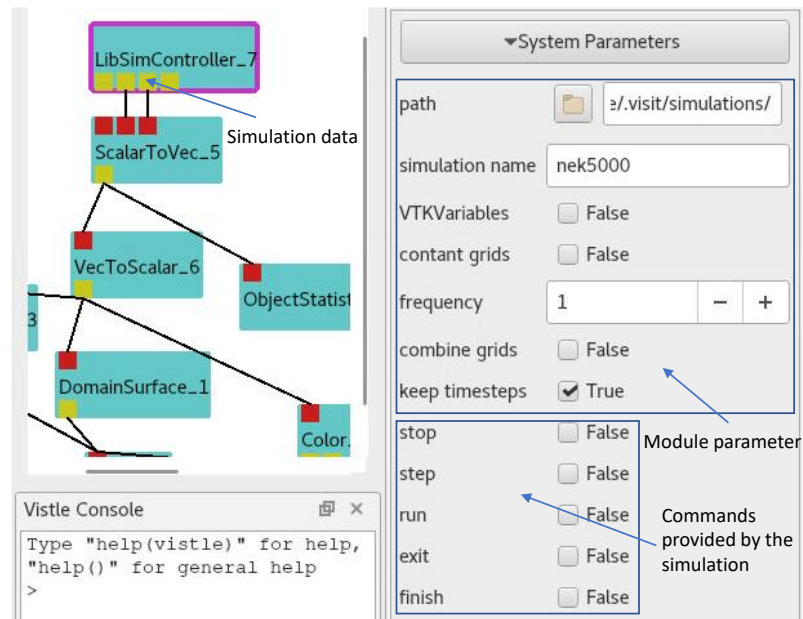 LibSimController_7
Simulation data
ScalarToVec_5
VecToScalar_6
ObjectStatist
3
DomainSurface_1
Color.
Vistle Console
Type "help(vistle)" for help,
"help()" for general help
>
System Parameters
path
e/.visit/simulations/
simulation name nek5000
VTKVariables False
contant grids False
frequency 1 − +
combine grids False
keep timesteps True
Module parameter
stop False
step False
run False
exit False
finish False
Commands
provided by the
simulation